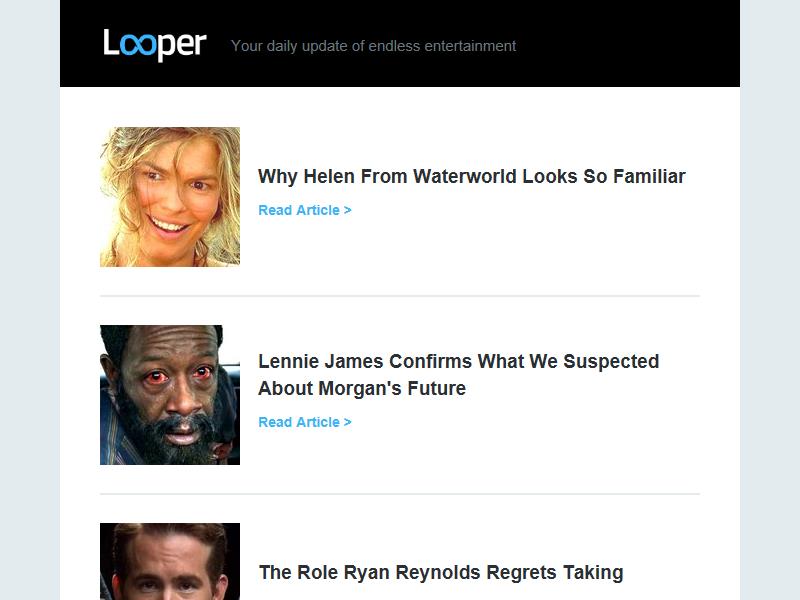 Looper
Your daily update of endless entertainment
Why Helen From Waterworld Looks So Familiar
Read Article >
Lennie James Confirms What We Suspected
About Morgan's Future
Read Article >
The Role Ryan Reynolds Regrets Taking